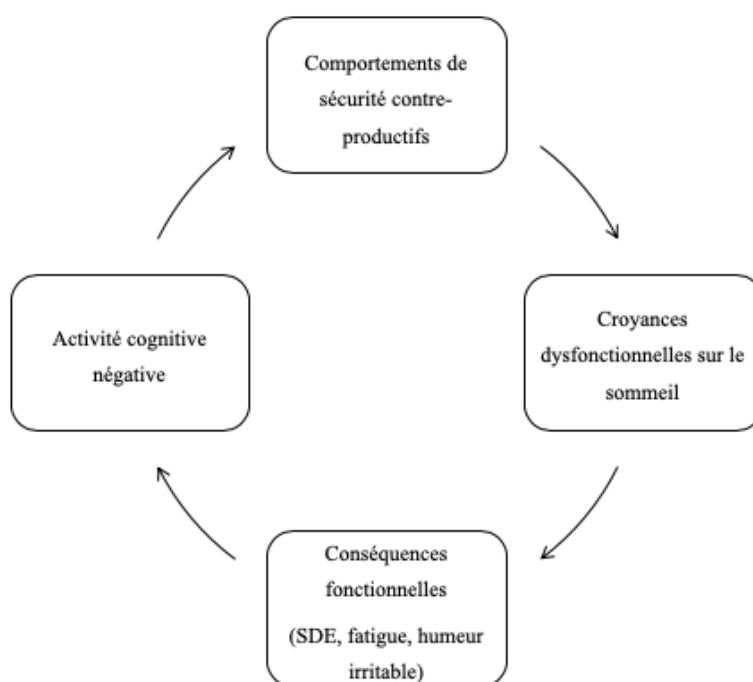 Comportements de
sécurité contre-
productifs
Activité cognitive
négative
Croyances
dysfonctionnelles sur le
sommeil
Conséquences
fonctionnelles
(SDE, fatigue, humeur
irritable)